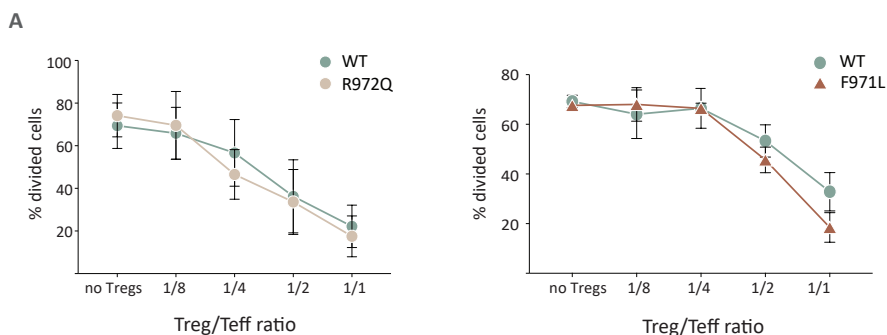 A
WT
R972Q
% divided cells
100
80
60
40
20
no Tregs 1/8 1/4 1/2 1/1
Treg/Teff ratio
WT
F971L
% divided cells
80
60
40
20
no Tregs 1/8 1/4 1/2 1/1
Treg/Teff ratio